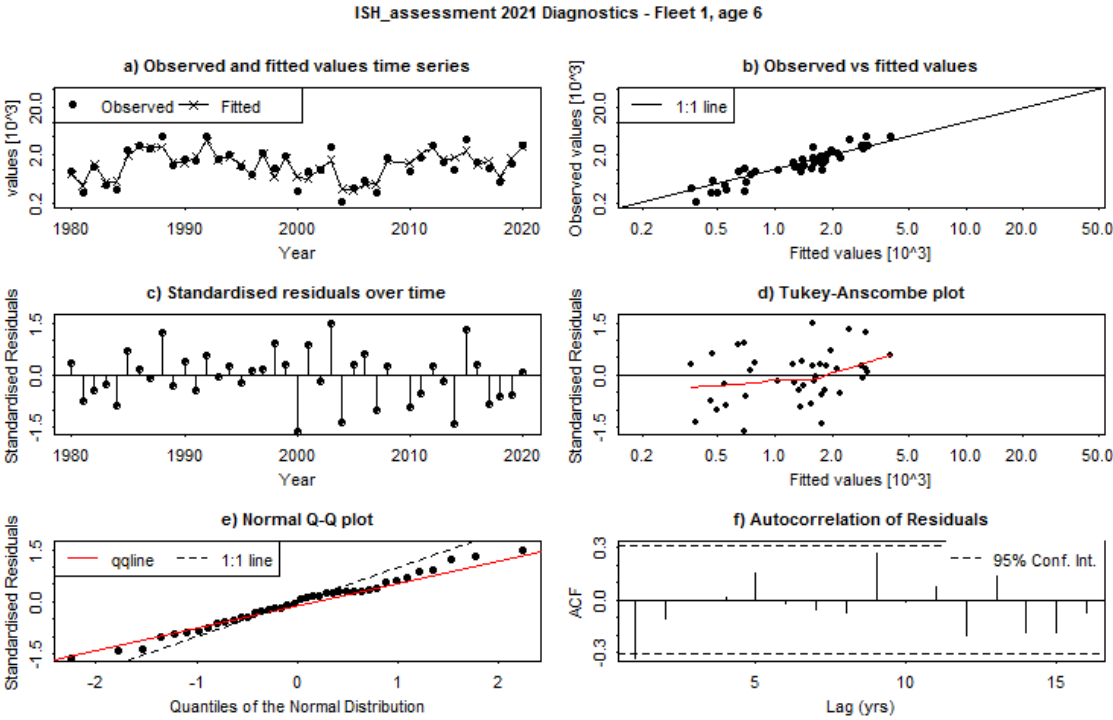 ISH_assessment 2021 Diagnostics - Fleet 1, age 6
a) Observed and fitted values time series
values [10^3]
20.0
2.0
0.2
Observed
Fitted
1980
1990
2000
2010
2020
Year
b) Observed vs fitted values
Observed values [10^3]
20.0
2.0
0.2
1:1 line
0.2
0.5
1.0
2.0
5.0
10.0
20.0
50.0
Fitted values [10^3]
c) Standardised residuals over time
Standardised Residuals
1.5
0.0
-1.5
1980
1990
2000
2010
2020
Year
d) Tukey-Anscombe plot
Standardised Residuals
1.5
0.0
-1.5
0.2
0.5
1.0
2.0
5.0
10.0
20.0
50.0
Fitted values [10^3]
e) Normal Q-Q plot
Standardised Residuals
1.5
0.0
-1.5
qqline
1:1 line
-2
-1
0
1
2
Quantiles of the Normal Distribution
f) Autocorrelation of Residuals
ACF
0.3
0.0
-0.3
95% Conf. Int.
5
10
15
Lag (yrs)